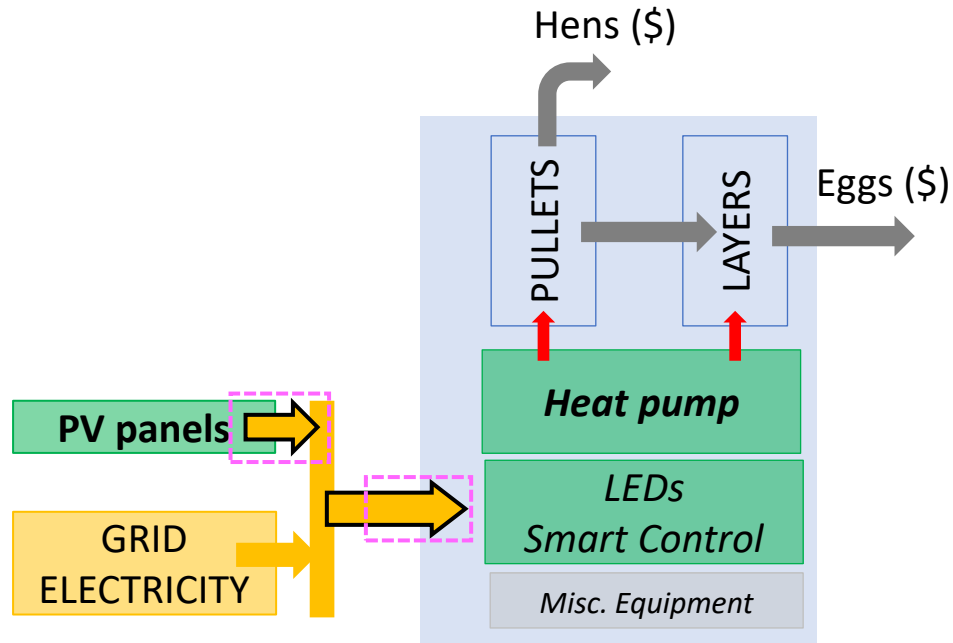 Hens ($)
PULLETS
LAYERS
Eggs ($)
Heat pump
PV panels
LEDs
Smart Control
GRID
ELECTRICITY
Misc. Equipment